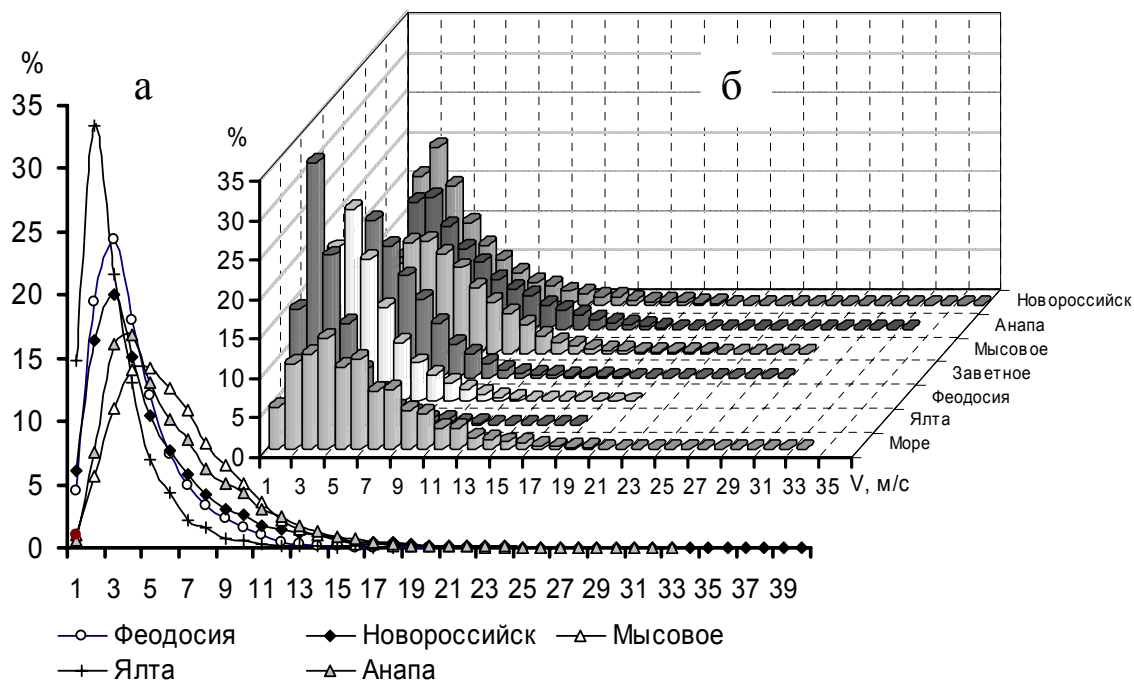 % а
35
30
25
20
15
10
5
0
1 3 5 7 9 11 13 15 17 19 21 23 25 27 29 31 33 35 37 39
Феодосия Новороссийск Мысовое
Ялта Анапа
б
%
35
30
25
20
15
10
5
0
1 3 5 7 9 11 13 15 17 19 21 23 25 27 29 31 33 35 V, м/с
Новороссийск
Анапа
Мысовое
Заветное
Феодосия
Ялта
Море